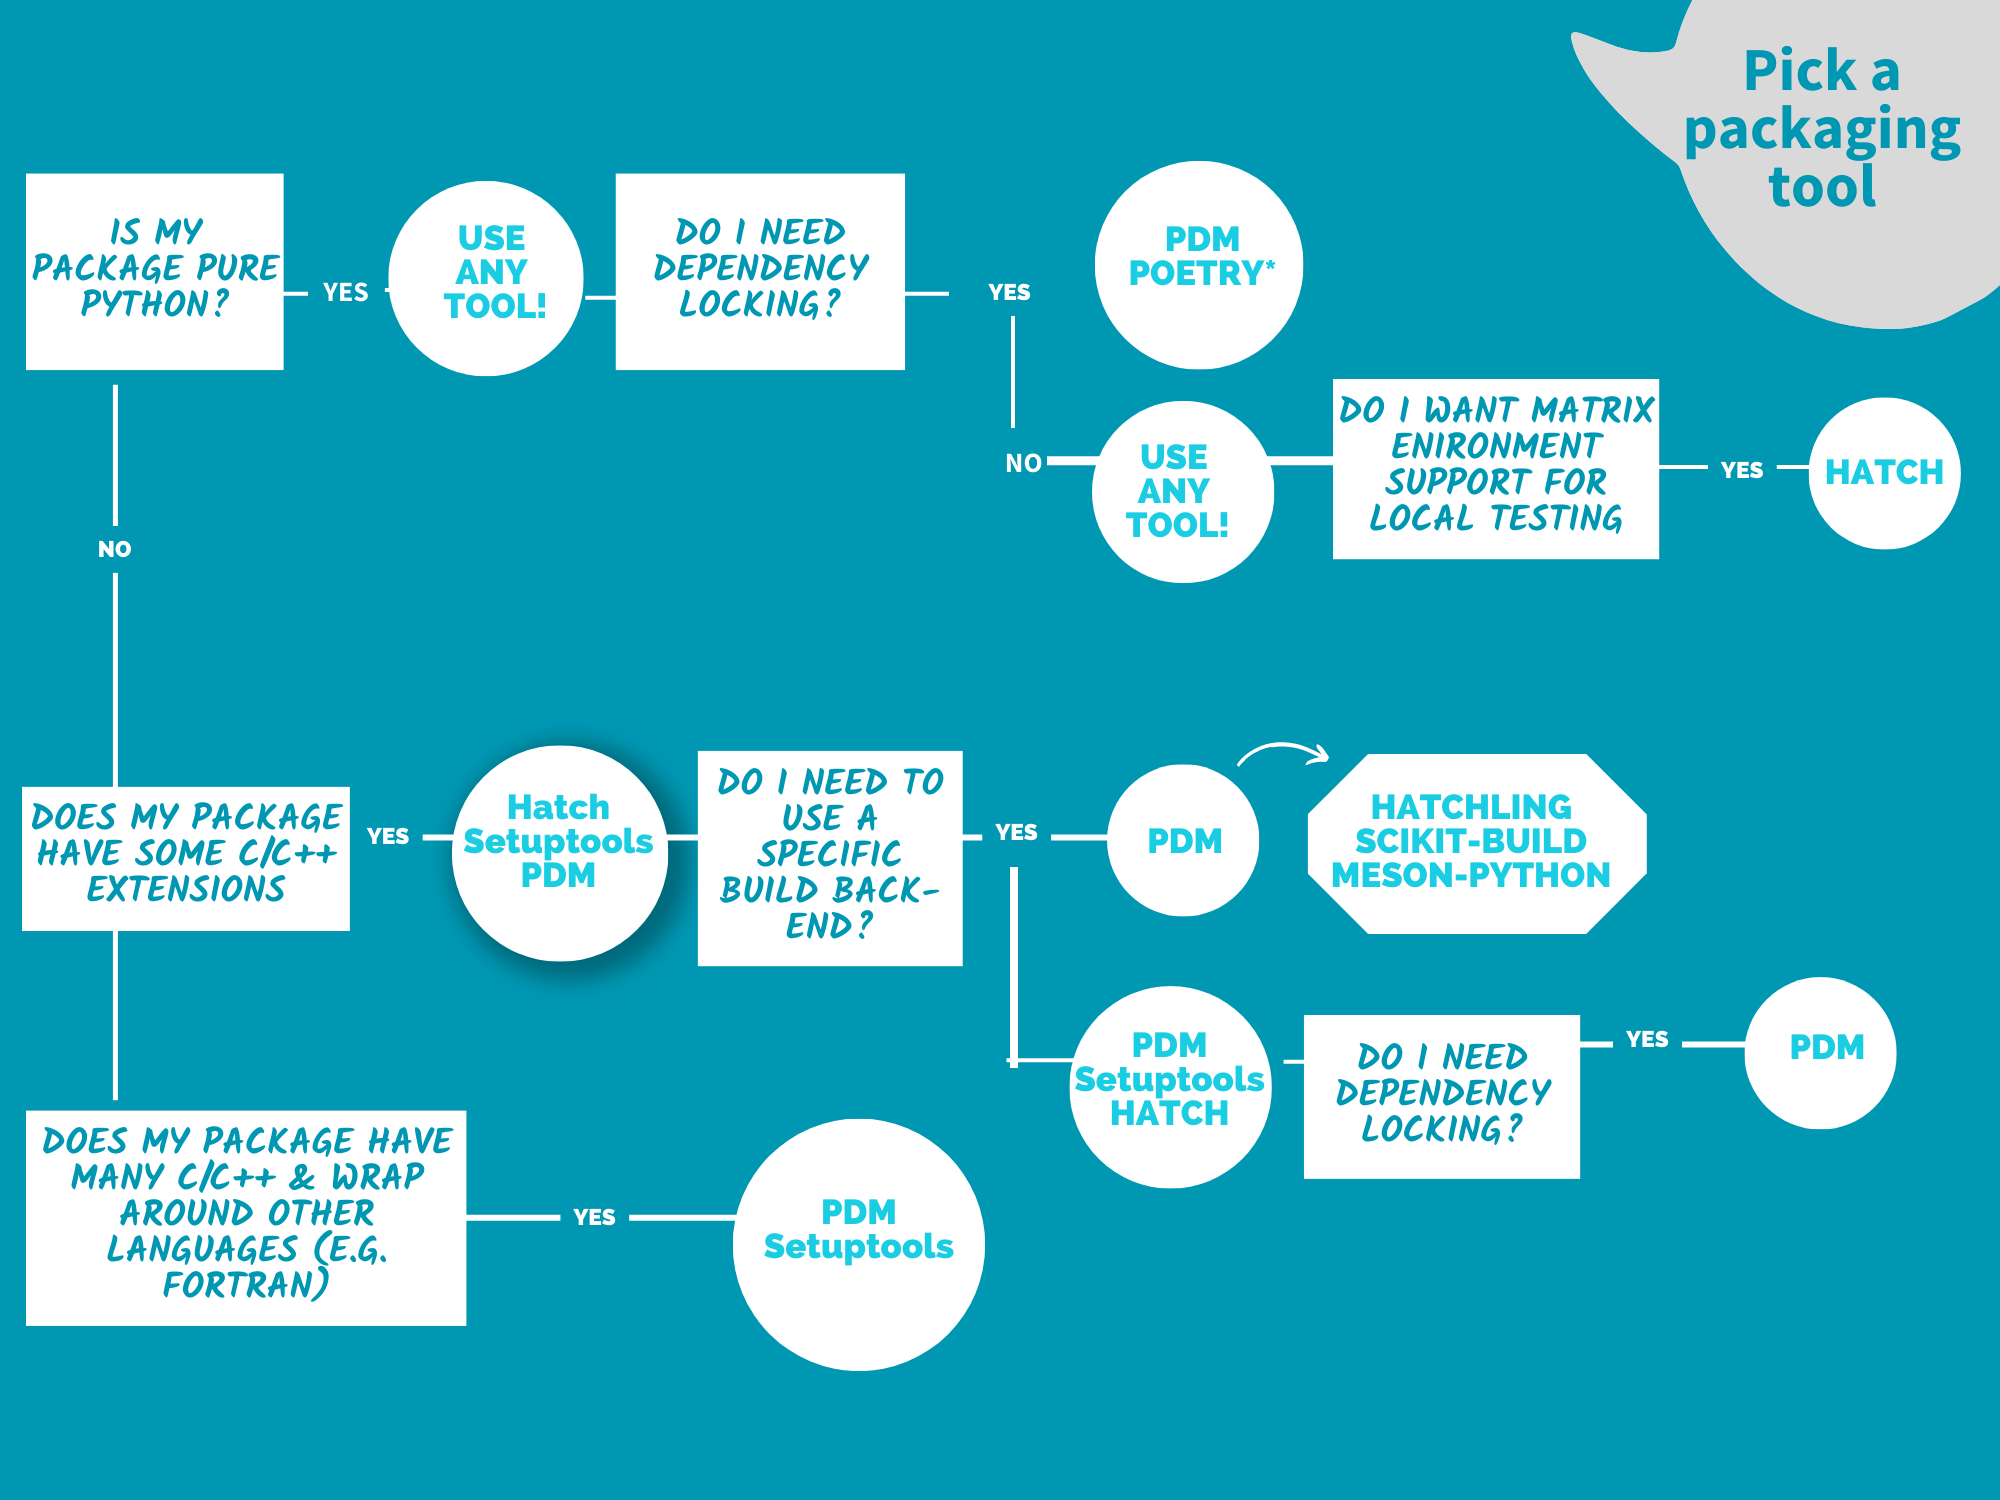 Pick a
packaging
tool
IS MY
PACKAGE PURE
PYTHON?
YES
USE
ANY
TOOL!
DO I NEED
DEPENDENCY
LOCKING?
YES
PDM
POETRY*
NO
USE
ANY
TOOL!
DO I WANT MATRIX
ENIRONMENT
SUPPORT FOR
LOCAL TESTING
YES
HATCH
NO
DOES MY PACKAGE
HAVE SOME C/C++
EXTENSIONS
YES
Hatch
Setuptools
PDM
DO I NEED TO
USE A
SPECIFIC
BUILD BACK-
END?
YES
PDM
HATCHLING
SCIKIT-BUILD
MESON-PYTHON
PDM
Setuptools
HATCH
DO I NEED
DEPENDENCY
LOCKING?
YES
PDM
DOES MY PACKAGE HAVE
MANY C/C++ & WRAP
AROUND OTHER
LANGUAGES (E.G.
FORTRAN)
YES
PDM
Setuptools